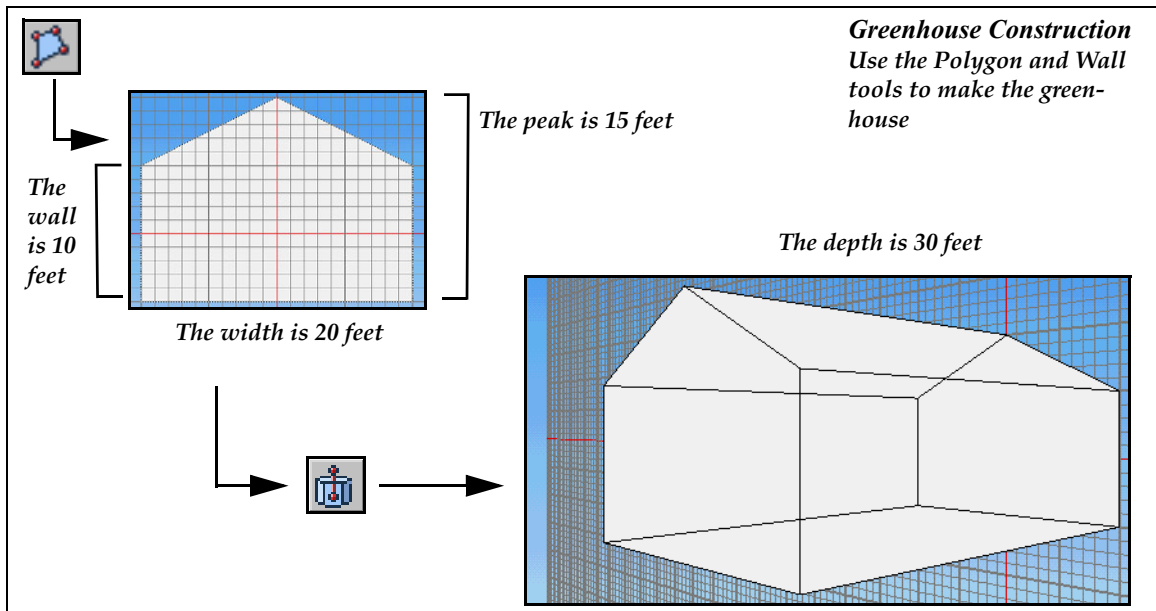 Greenhouse Construction
Use the Polygon and Wall
tools to make the green-
house
The peak is 15 feet
The
wall
is 10
feet
The width is 20 feet
The depth is 30 feet